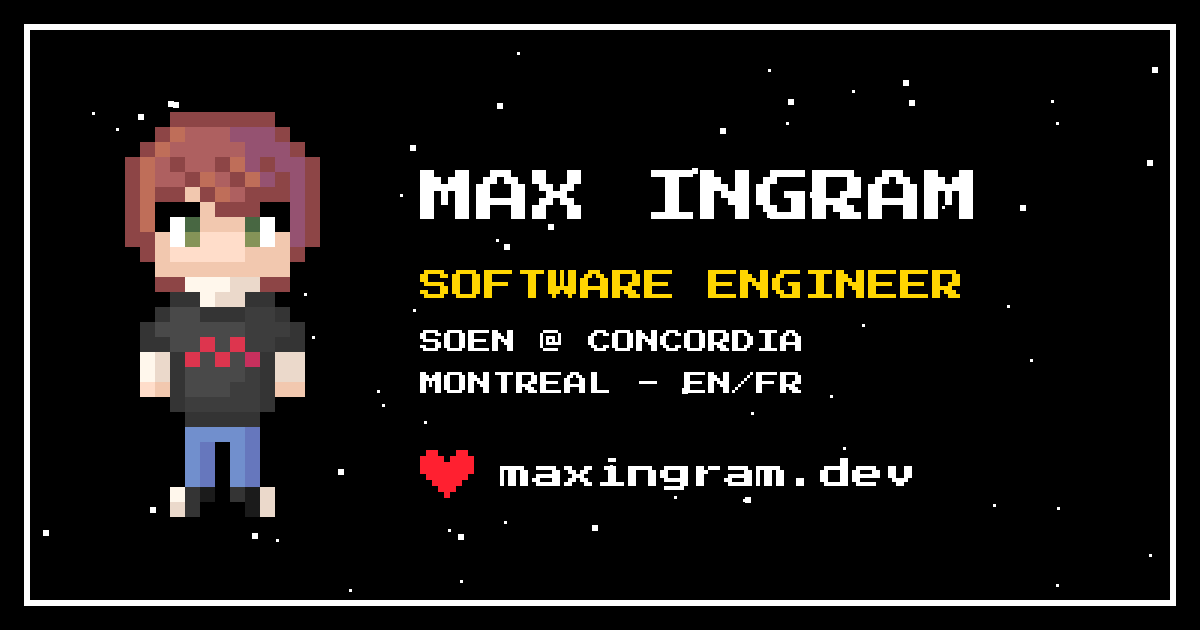 MAX INGRAM
SOFTWARE ENGINEER
SOEN @ CONCORDIA
MONTREAL - EN/FR
maxingram.dev